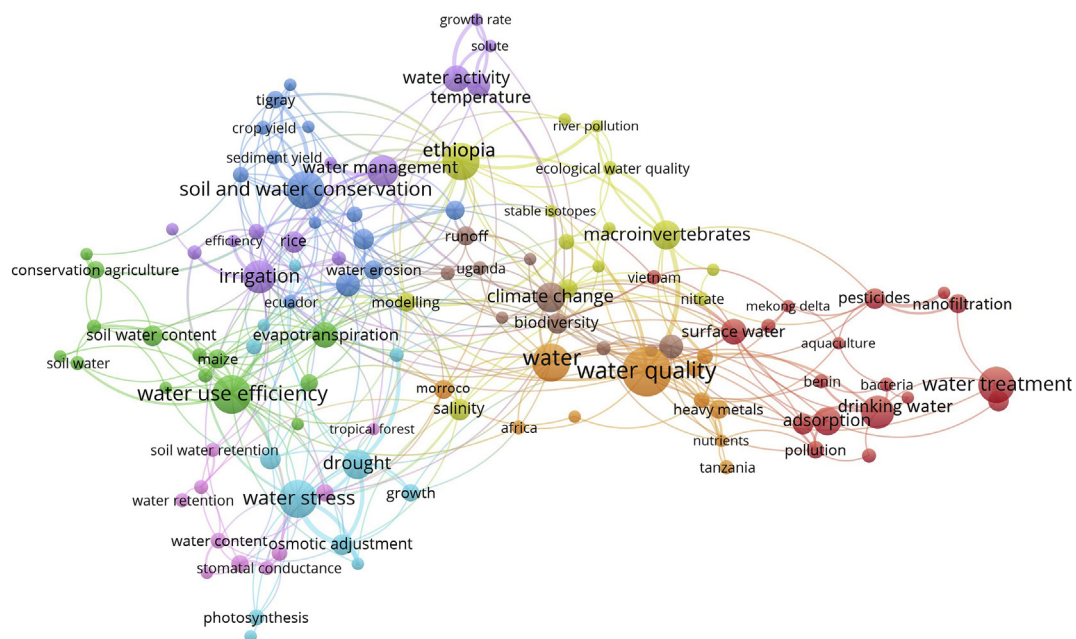 growth rate
solute
water activity
temperature
tigray
crop yield
river pollution
ethiopia
sediment yield
water management
ecological water quality
soil and water conservation
stable isotopes
macroinvertebrates
runoff
efficiency
rice
conservation agriculture
water erosion
uganda
irrigation
vietnam
climate change
nitrate
pesticides
nanofiltration
ecuador
modelling
mekong delta
biodiversity
surface water
soil water content
evapotranspiration
aquaculture
maize
soil water
water
water quality
benin
bacteria
water treatment
water use efficiency
morroco
salinity
heavy metals
drinking water
adsorption
tropical forest
africa
nutrients
soil water retention
pollution
drought
tanzania
growth
water retention
water stress
water content
osmotic adjustment
stomatal conductance
photosynthesis